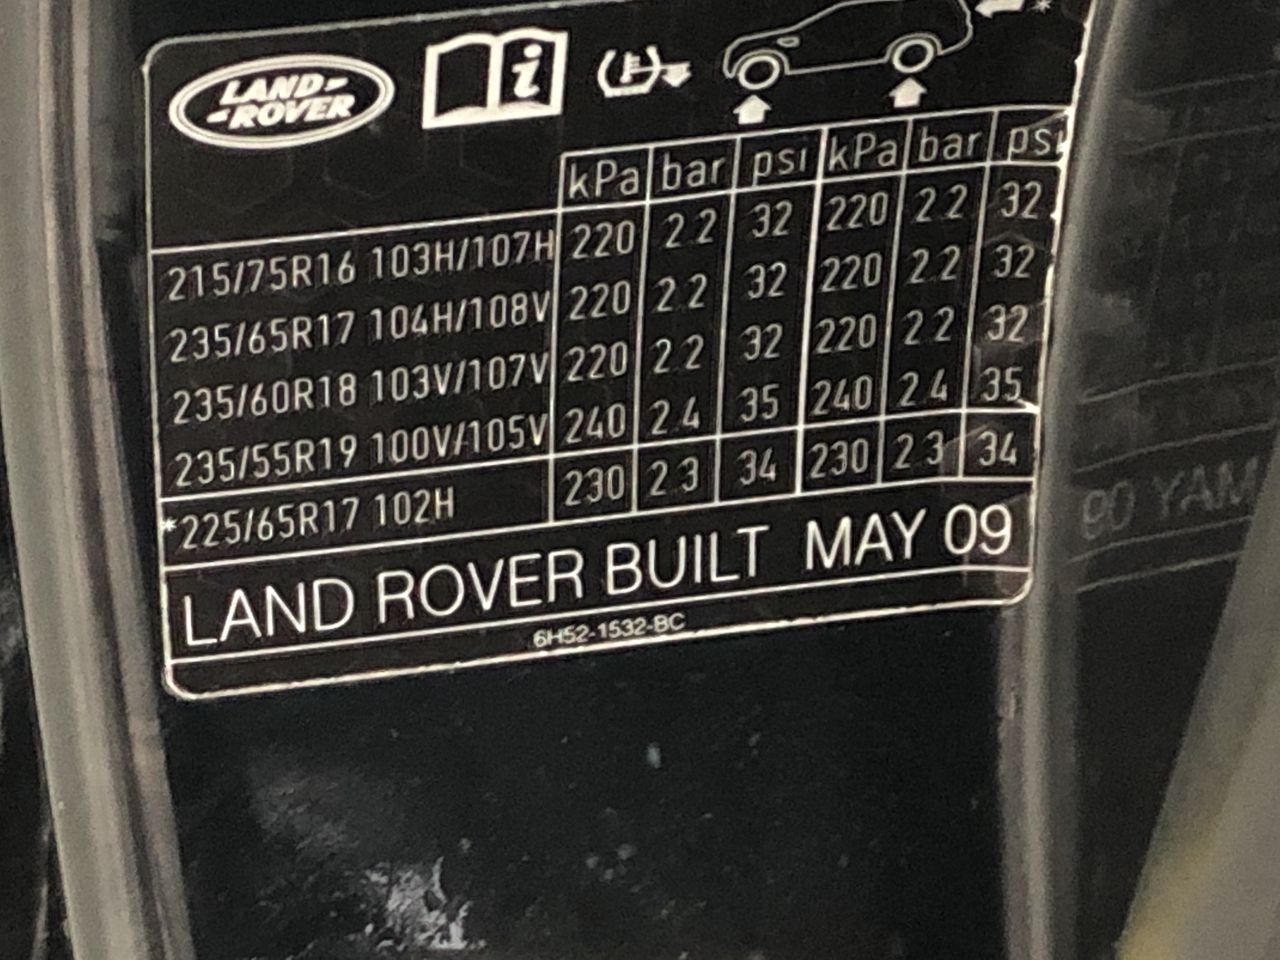 LAND-
-ROVER
i
kPa bar psi kPa bar psi
215/75R16 103H/107H 220 2.2 32 220 2.2 32
235/65R17 104H/108V 220 2.2 32 220 2.2 32
235/60R18 103V/107V 220 2.2 32 220 2.2 32
235/55R19 100V/105V 240 2.4 35 240 2.4 35
*225/65R17 102H 230 2.3 34 230 2.3 34
LAND ROVER BUILT MAY 09
6H52-1532-BC
90 YAM